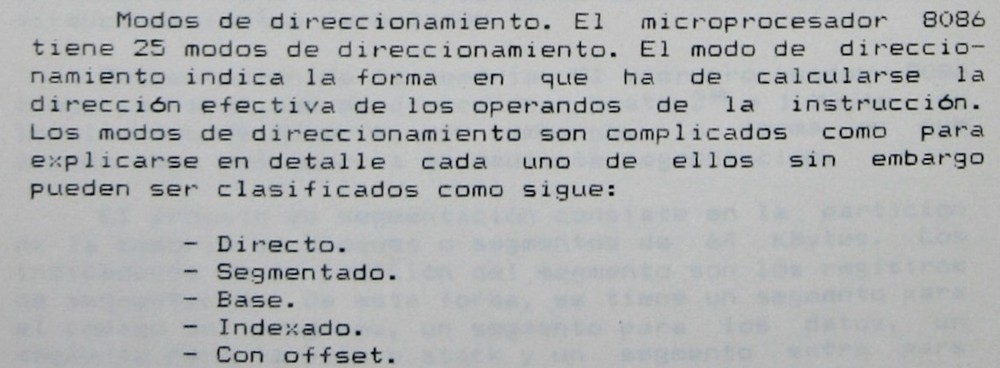 Modos de direccionamiento. El microprocesador 8086
tiene 25 modos de direccionamiento. El modo de direccio-
namiento indica la forma en que ha de calcularse la
dirección efectiva de los operandos de la instrucción.
Los modos de direccionamiento son complicados como para
explicarse en detalle cada uno de ellos sin embargo
pueden ser clasificados como sigue:
- Directo.
- Segmentado.
- Base.
- Indexado.
- Con offset.